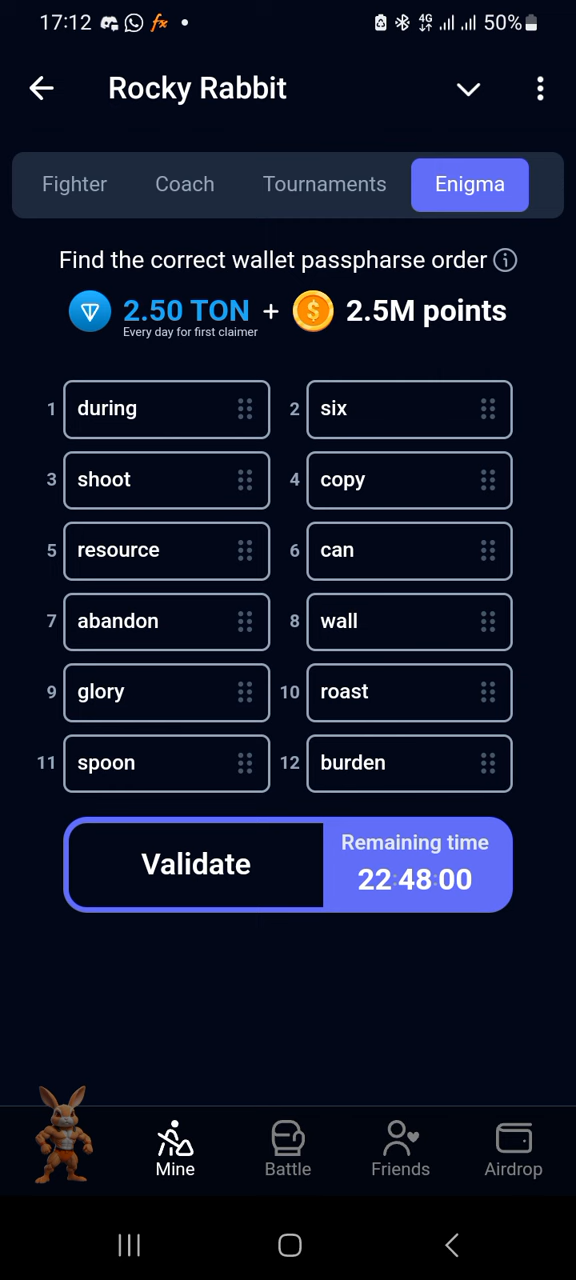 17:12 4G 50%
Rocky Rabbit
Fighter Coach Tournaments Enigma
Find the correct wallet passpharse order
2.50 TON + $ 2.5M points
Every day for first claimer
1 during 2 six
3 shoot 4 copy
5 resource 6 can
7 abandon 8 wall
9 glory 10 roast
11 spoon 12 burden
Validate Remaining time
22:48:00
Mine Battle Friends Airdrop